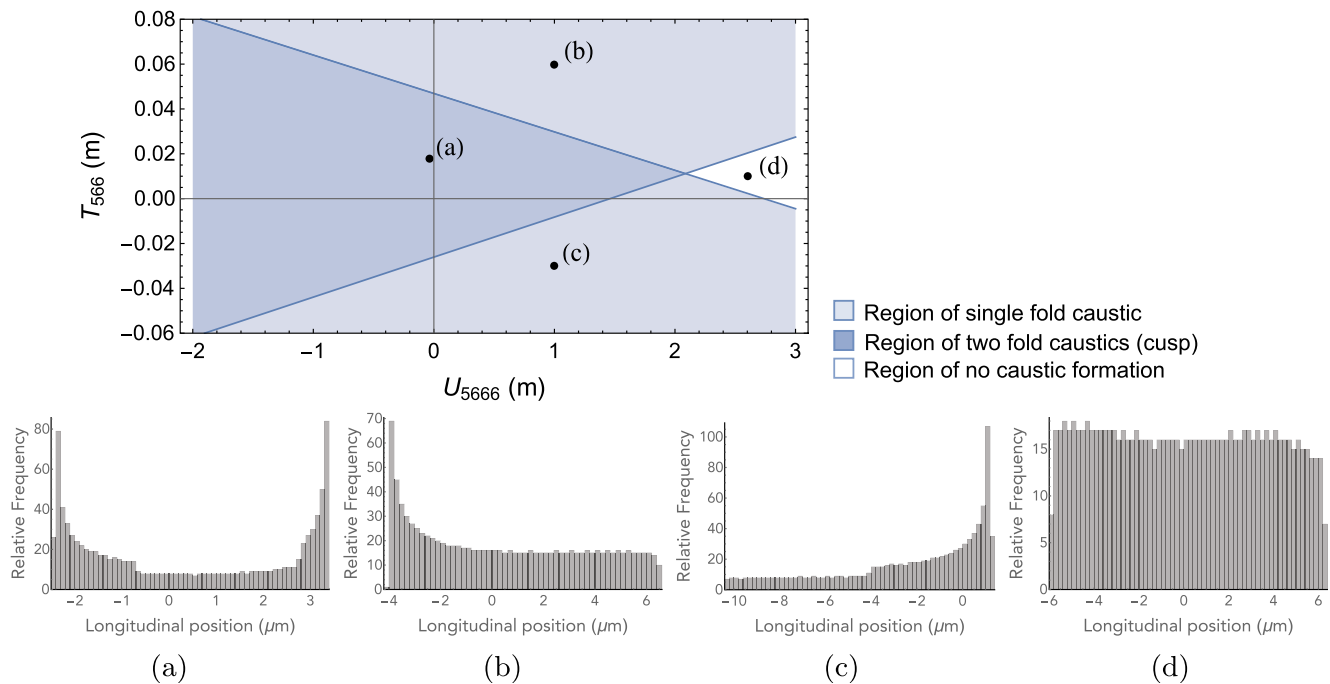 0.08
0.06
0.04
0.02
0.00
−0.02
−0.04
−0.06
T566 (m)
−2
−1
0
1
2
3
U5666 (m)
(b)
(a)
(d)
(c)
Region of single fold caustic
Region of two fold caustics (cusp)
Region of no caustic formation
Relative Frequency
80
60
40
20
0
−2
−1
0
1
2
3
Longitudinal position (μm)
(a)
Relative Frequency
70
60
50
40
30
20
10
0
−4
−2
0
2
4
6
Longitudinal position (μm)
(b)
Relative Frequency
100
80
60
40
20
0
−10
−8
−6
−4
−2
0
Longitudinal position (μm)
(c)
Relative Frequency
15
10
5
0
−6
−4
−2
0
2
4
6
Longitudinal position (μm)
(d)